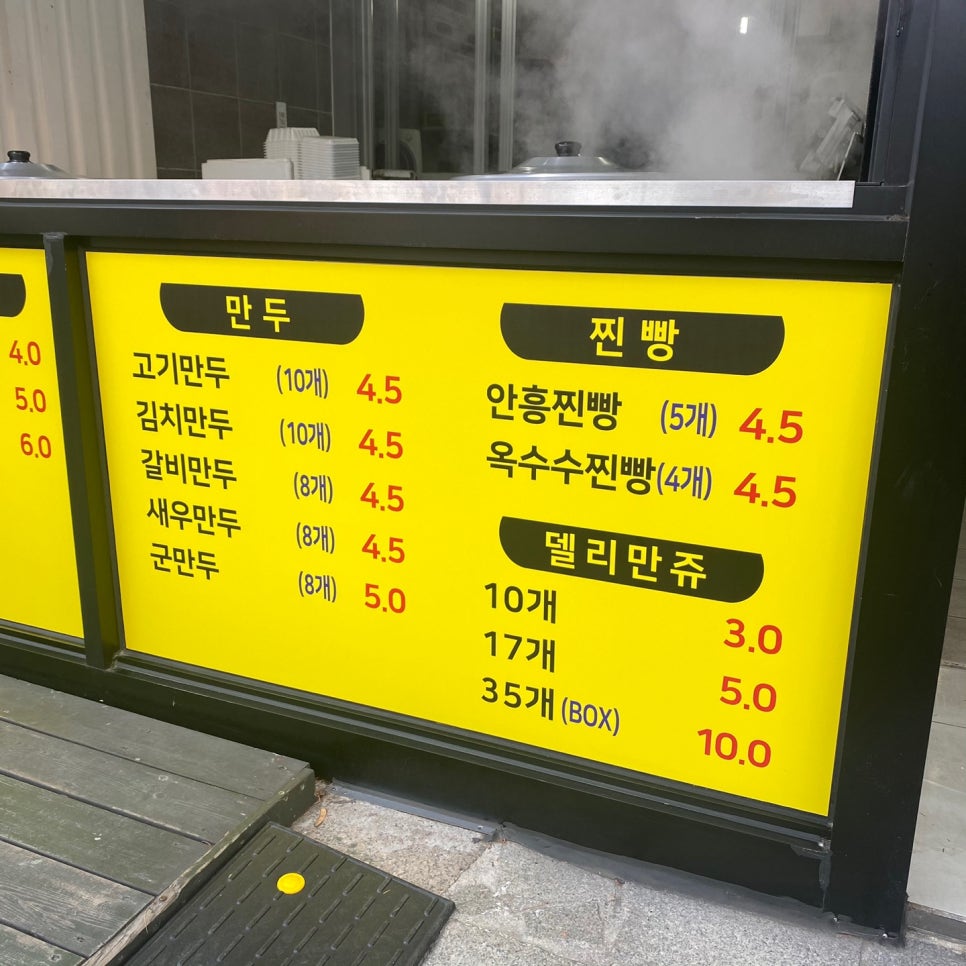 4.0
5.0
6.0
만두
고기만두 (10개) 4.5
김치만두 (10개) 4.5
갈비만두 (8개) 4.5
새우만두 (8개) 4.5
군만두 (8개) 5.0
찐빵
안흥찐빵 (5개) 4.5
옥수수찐빵(4개) 4.5
델리만쥬
10개 3.0
17개 5.0
35개(BOX) 10.0